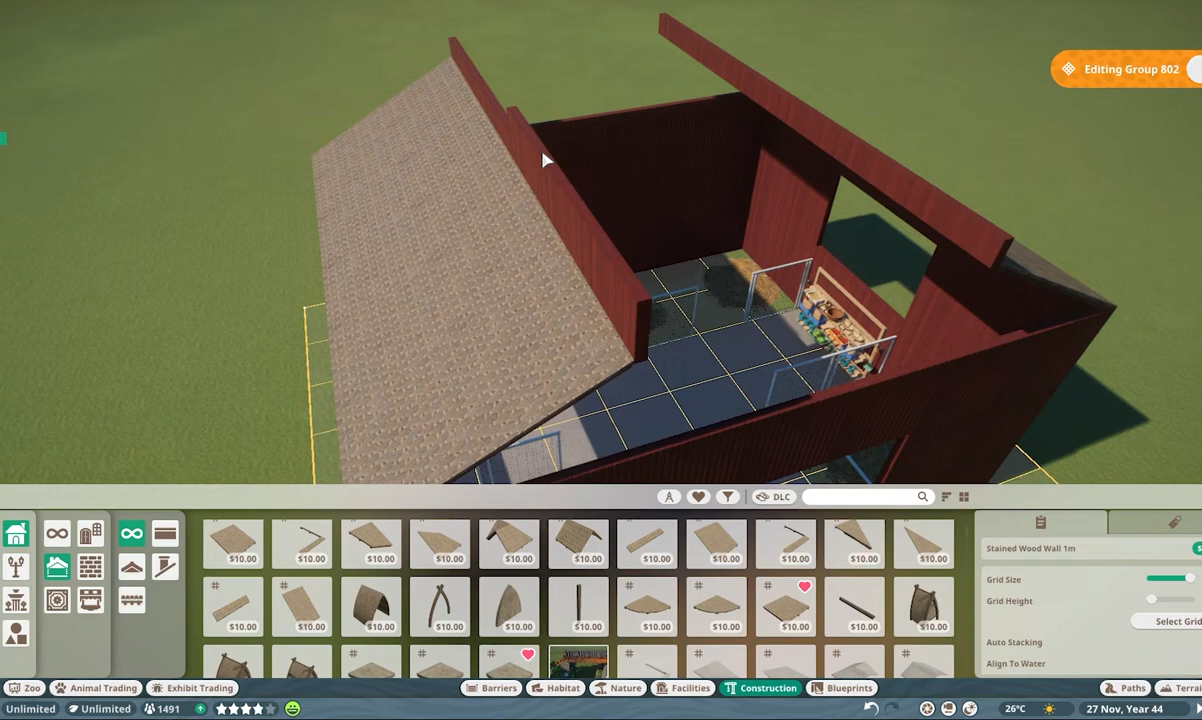 Editing Group 802
DLC
$10.00 $10.00 $10.00 $10.00 $10.00 $10.00 $10.00 $10.00 $10.00 $10.00 $10.00
$10.00 $10.00 $10.00 $10.00 $10.00 $10.00 $10.00 $10.00 $10.00 $10.00 $10.00
Stained Wood Wall 1m
Grid Size
Grid Height
Select Grid
Auto Stacking
Align To Water
Zoo Animal Trading Exhibit Trading Barriers Habitat Nature Facilities Construction Blueprints Paths Terrai
Unlimited Unlimited 1491 26°C 27 Nov, Year 44